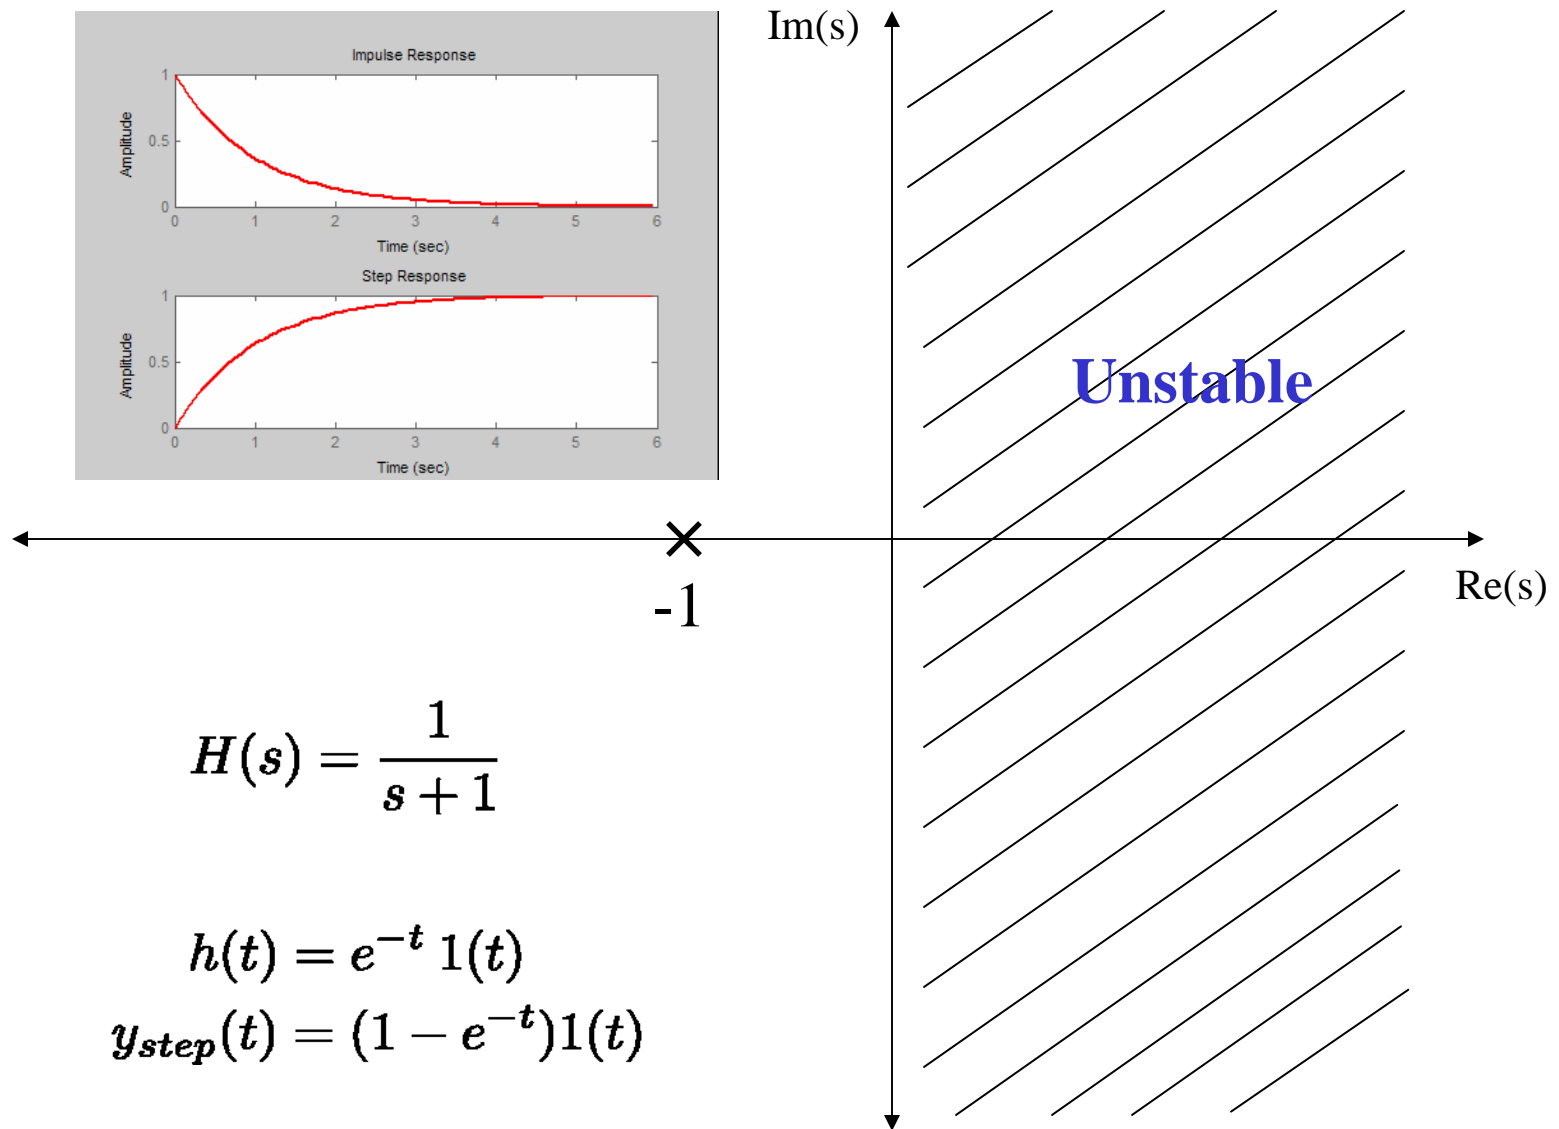 Impulse Response
Amplitude
1
0.5
0
0 1 2 3 4 5 6
Time (sec)
Step Response
Amplitude
1
0.5
0
0 1 2 3 4 5 6
Time (sec)
Im(s)
Unstable
Re(s)
-1
H(s) = \frac{1}{s+1}
h(t) = e^{-t} 1(t)
y_{step}(t) = (1 - e^{-t})1(t)